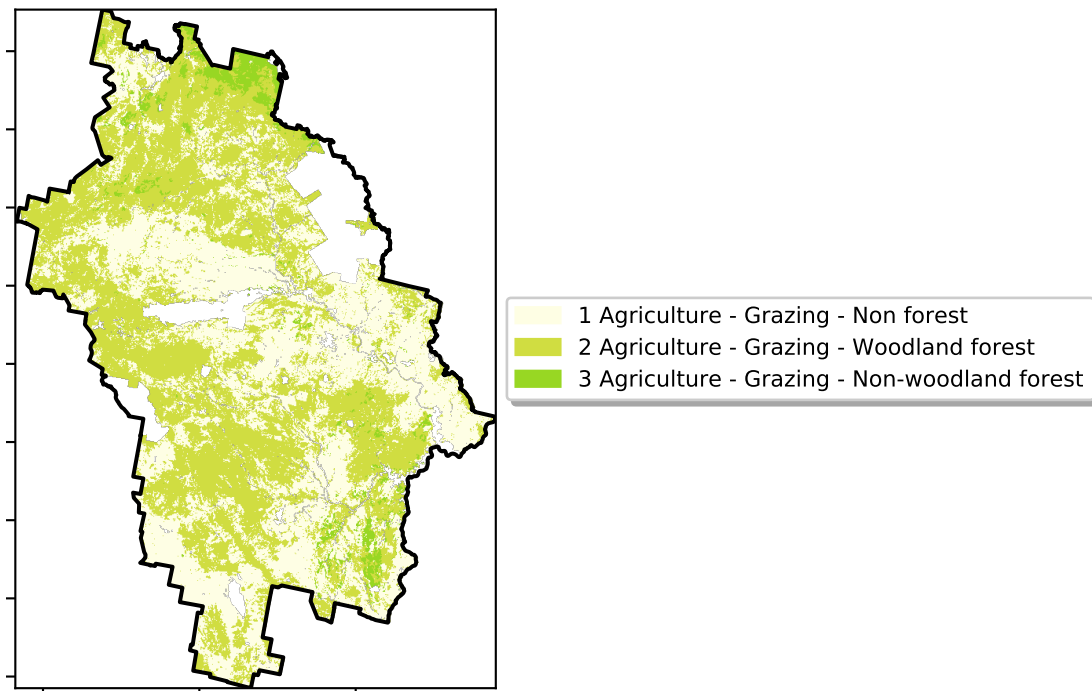 1 Agriculture - Grazing - Non forest
2 Agriculture - Grazing - Woodland forest
3 Agriculture - Grazing - Non-woodland forest